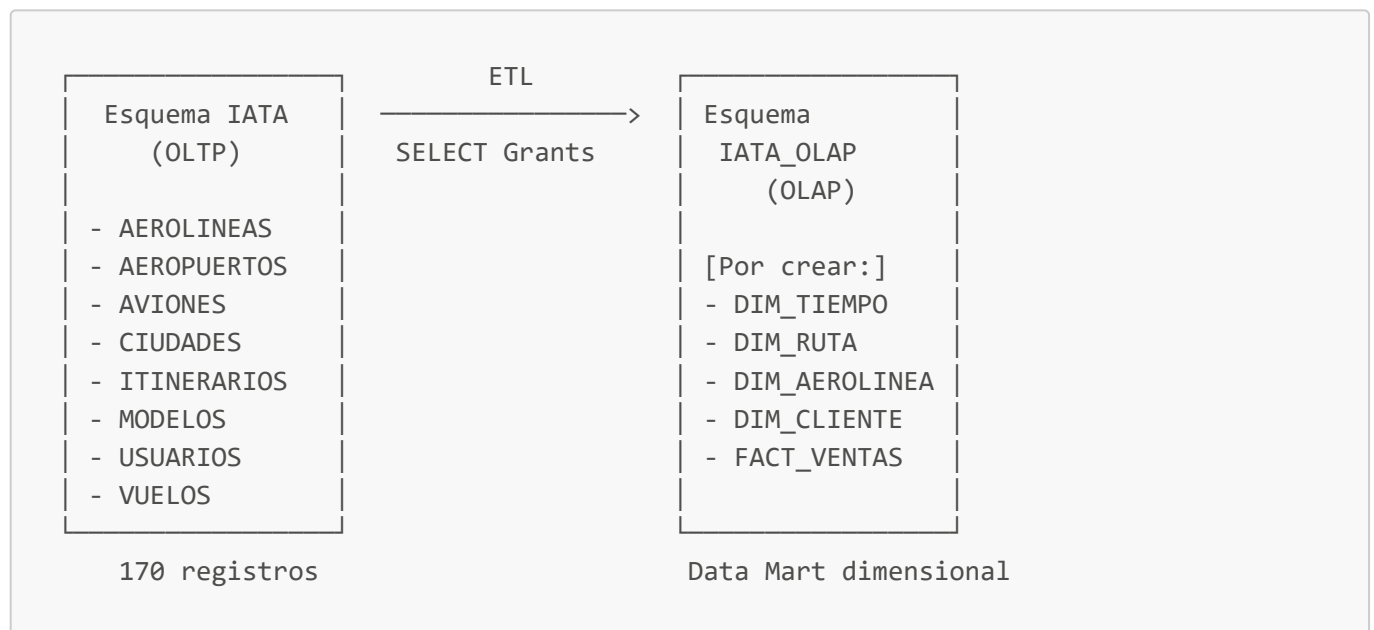 ETL
Esquema IATA
(OLTP)
SELECT Grants
- AEROLINEAS
- AEROPUERTOS
- AVIONES
- CIUDADES
- ITINERARIOS
- MODELOS
- USUARIOS
- VUELOS
170 registros
Esquema
IATA_OLAP
(OLAP)
[Por crear:]
- DIM_TIEMPO
- DIM_RUTA
- DIM_AEROLINEA
- DIM_CLIENTE
- FACT_VENTAS
Data Mart dimensional